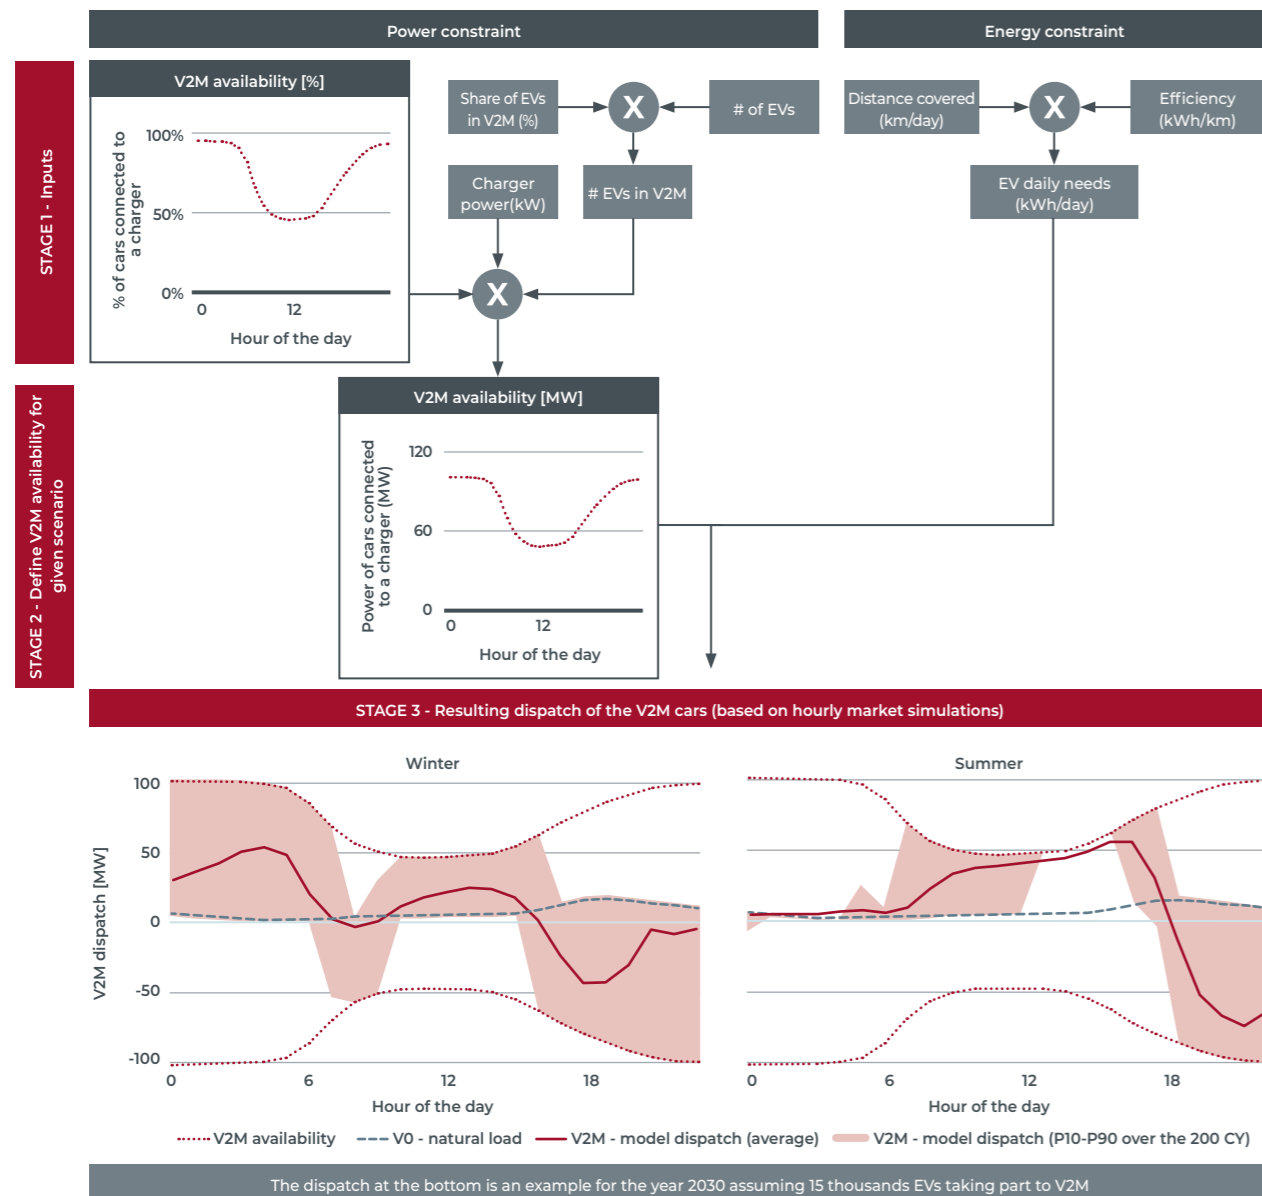 Power constraint
Energy constraint
STAGE 1 - Inputs
V2M availability [%]
% of cars connected to
a charger
100%
50%
0%
0
12
Hour of the day
Share of EVs
in V2M (%)
X
# of EVs
Charger
power(kW)
# EVs in V2M
X
Distance covered
(km/day)
X
Efficiency
(kWh/km)
EV daily needs
(kWh/day)
STAGE 2 - Define V2M availability for
given scenario
V2M availability [MW]
Power of cars connected
to a charger (MW)
120
60
0
0
12
Hour of the day
STAGE 3 - Resulting dispatch of the V2M cars (based on hourly market simulations)
Winter
V2M dispatch [MW]
100
50
0
-50
-100
0
6
12
18
Hour of the day
Summer
0
6
12
18
Hour of the day
V2M availability
V0 - natural load
V2M - model dispatch (average)
V2M - model dispatch (P10-P90 over the 200 CY)
The dispatch at the bottom is an example for the year 2030 assuming 15 thousands EVs taking part to V2M